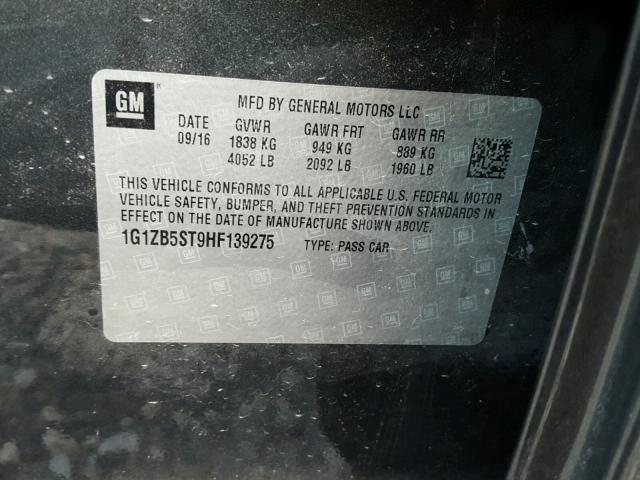 GM
MFD BY GENERAL MOTORS LLC
DATE GVWR GAWR FRT GAWR RR
09/16 1838 KG 949 KG 889 KG
4052 LB 2092 LB 1960 LB
THIS VEHICLE CONFORMS TO ALL APPLICABLE U.S. FEDERAL MOTOR
VEHICLE SAFETY, BUMPER, AND THEFT PREVENTION STANDARDS IN
EFFECT ON THE DATE OF MANUFACTURE SHOWN ABOVE.
1G1ZB5ST9HF139275 TYPE: PASS CAR